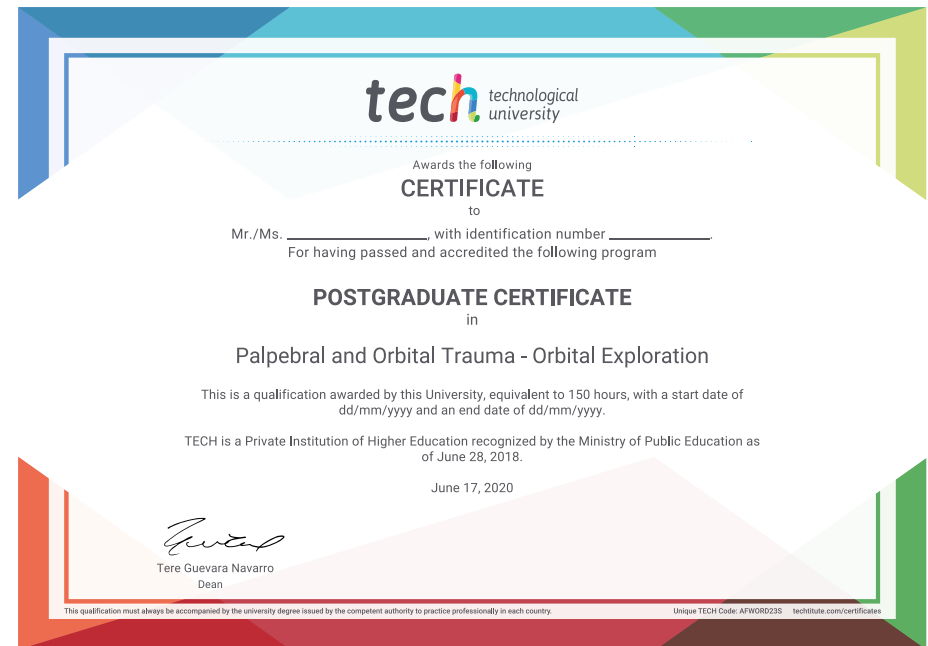 tech technological
university
Awards the following
CERTIFICATE
to
Mr./Ms. ____________________, with identification number ______________.
For having passed and accredited the following program
POSTGRADUATE CERTIFICATE
in
Palpebral and Orbital Trauma - Orbital Exploration
This is a qualification awarded by this University, equivalent to 150 hours, with a start date of
dd/mm/yyyy and an end date of dd/mm/yyyy.
TECH is a Private Institution of Higher Education recognized by the Ministry of Public Education as
of June 28, 2018.
June 17, 2020
Tere Guevara Navarro
Dean
This qualification must always be accompanied by the university degree issued by the competent authority to practice professionally in each country.
Unique TECH Code: AFWORD23S techtitute.com/certificates